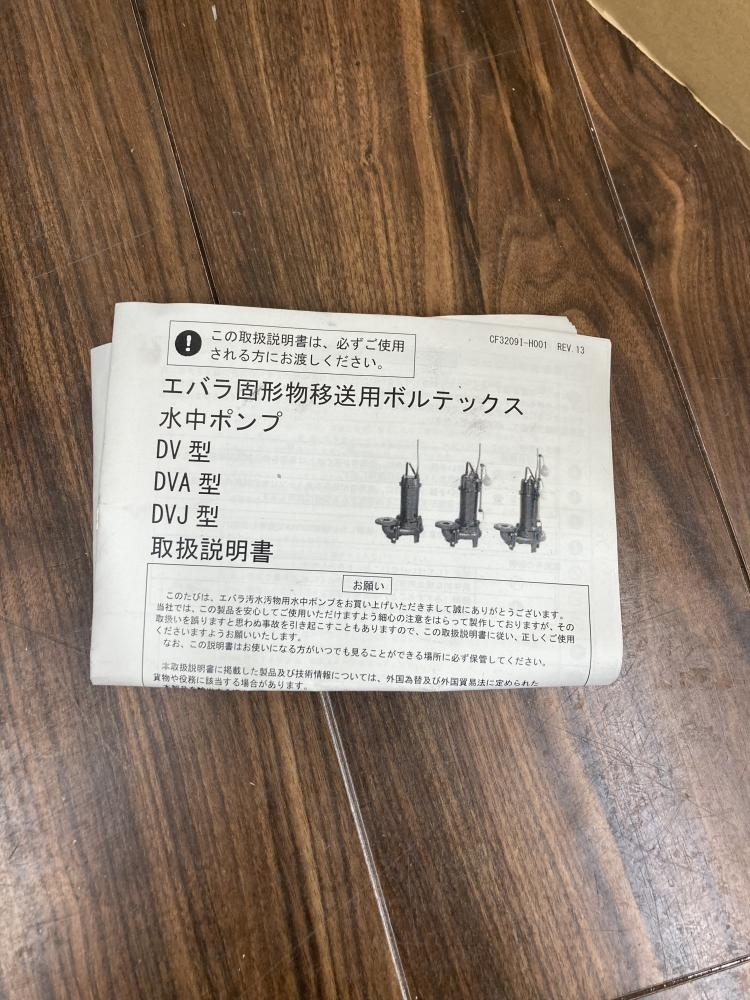 この取扱説明書は、必ずご使用
される方にお渡しください。
CF3209I-H001 REV.13
エバラ固形物移送用ボルテックス
水中ポンプ
DV 型
DVA 型
DVJ 型
取扱説明書
お願い
このたびは、エバラ汚水汚物用水中ポンプをお買い上げいただきまして誠にありがとうございます。
当社では、この製品を安心してご使用いただけますよう細心の注意をはらって製作しておりますが、その
取扱いを誤りますと思わぬ事故を引き起こすこともありますので、この取扱説明書に従い、正しくご使用
くださいますようお願いいたします。
なお、この説明書はお使いになる方がいつでも見ることができる場所に必ず保管してください。
本取扱説明書に掲載した製品及び技術情報については、外国為替及び外国貿易法に定められた
貨物や役務に該当する場合があります。